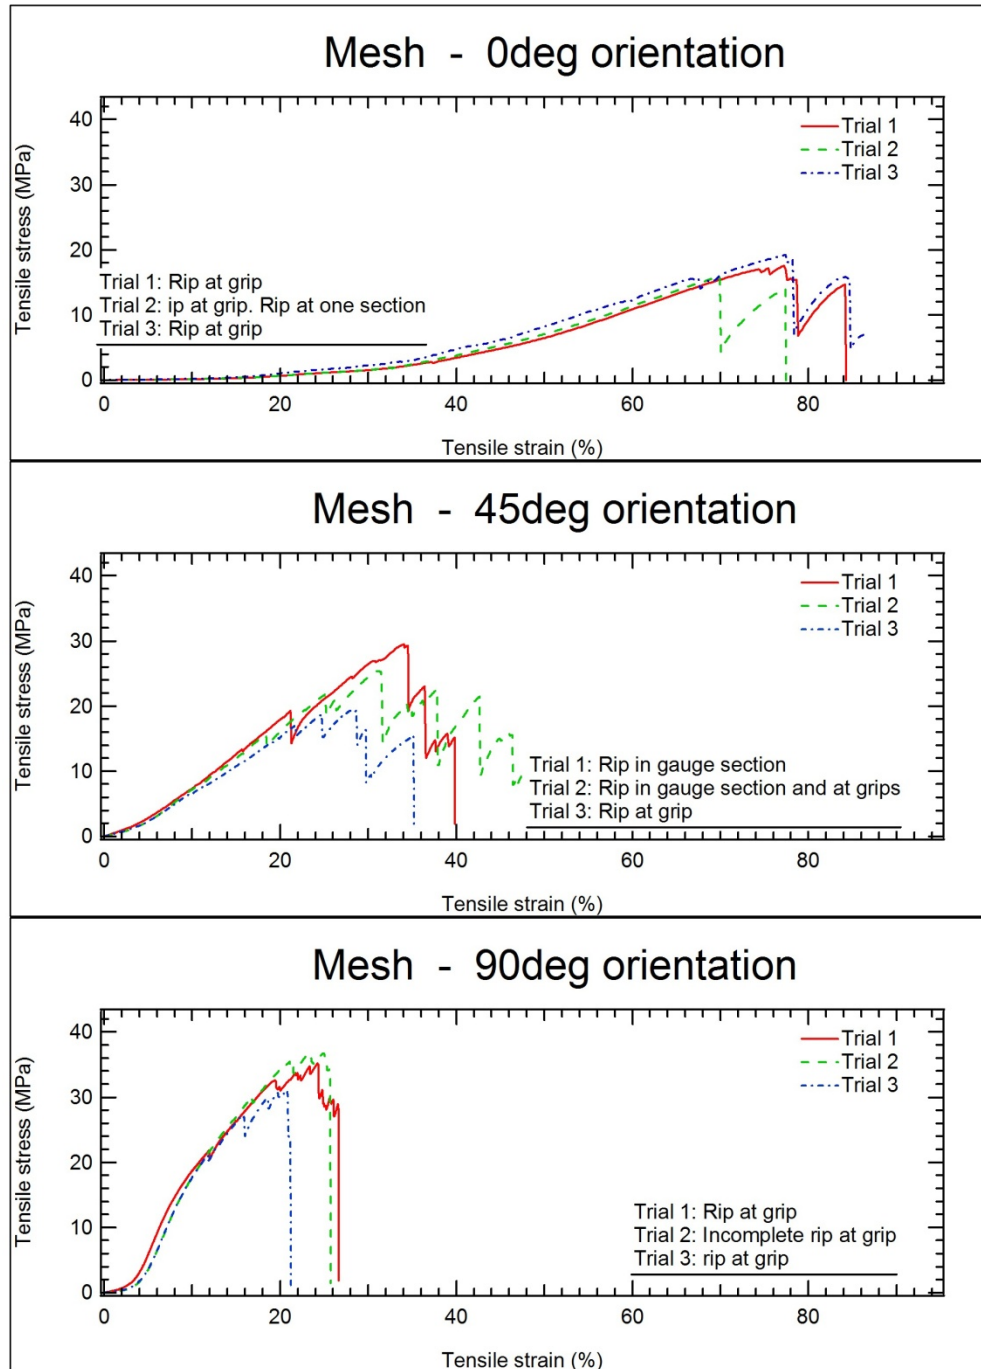 Mesh - 0deg orientation
40
30
20
10
0
Tensile stress (MPa)
Trial 1
Trial 2
Trial 3
Trial 1: Rip at grip
Trial 2: ip at grip. Rip at one section
Trial 3: Rip at grip
0 20 40 60 80
Tensile strain (%)
Mesh - 45deg orientation
40
30
20
10
0
Tensile stress (MPa)
Trial 1
Trial 2
Trial 3
Trial 1: Rip in gauge section
Trial 2: Rip in gauge section and at grips
Trial 3: Rip at grip
0 20 40 60 80
Tensile strain (%)
Mesh - 90deg orientation
40
30
20
10
0
Tensile stress (MPa)
Trial 1
Trial 2
Trial 3
Trial 1: Rip at grip
Trial 2: Incomplete rip at grip
Trial 3: rip at grip
0 20 40 60 80
Tensile strain (%)